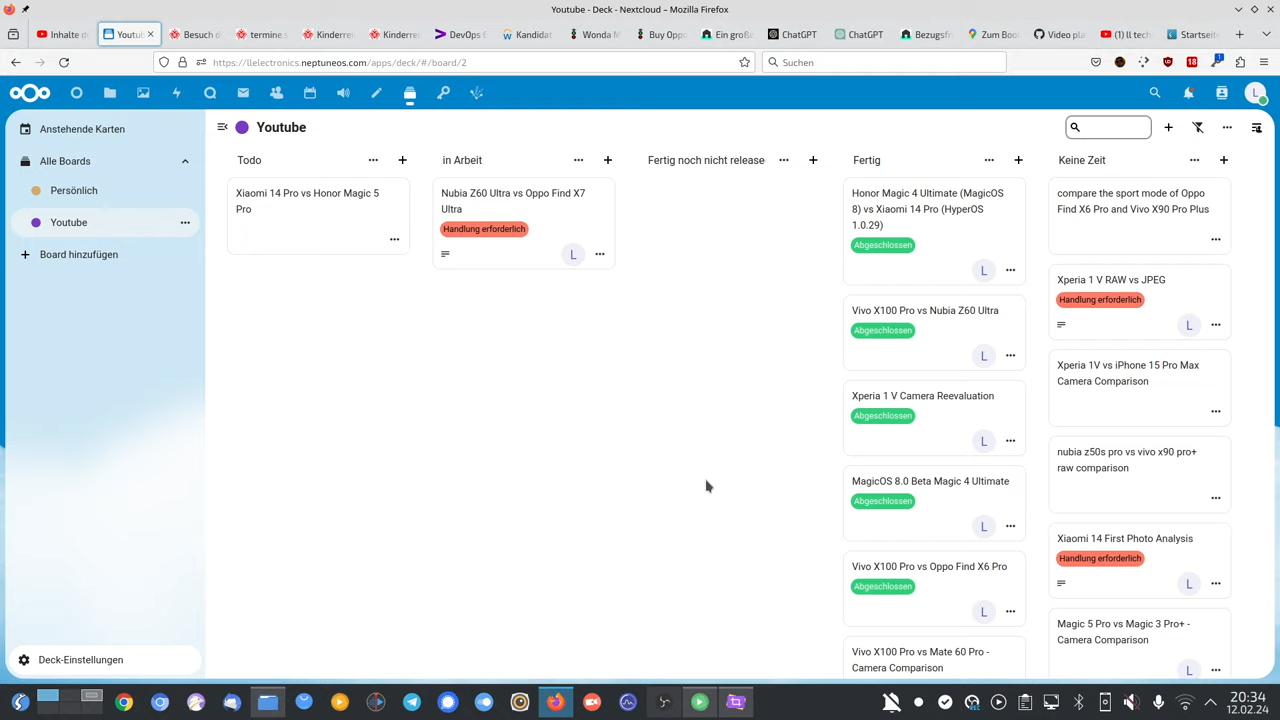 Youtube - Deck - Nextcloud – Mozilla Firefox
Inhalte d
Youtub
Besuch d
termine.
Kinderre
Kinderre
DevOps E
Kandidat
Wonda M
Buy Oppo
Ein große
ChatGPT
ChatGPT
Bezugsfr
Zum Boo
Video pla
(1) ll tech
Startseite
https://llelectronics.neptuneos.com/apps/deck/#/board/2
Suchen
18
1
L
Anstehende Karten
Alle Boards
Persönlich
Youtube
Board hinzufügen
Deck-Einstellungen
Youtube
Todo
Xiaomi 14 Pro vs Honor Magic 5
Pro
in Arbeit
Nubia Z60 Ultra vs Oppo Find X7
Ultra
Handlung erforderlich
L
Fertig noch nicht release
Fertig
Honor Magic 4 Ultimate (MagicOS
8) vs Xiaomi 14 Pro (HyperOS
1.0.29)
Abgeschlossen
L
Vivo X100 Pro vs Nubia Z60 Ultra
Abgeschlossen
L
Xperia 1 V Camera Reevaluation
Abgeschlossen
L
MagicOS 8.0 Beta Magic 4 Ultimate
Abgeschlossen
L
Vivo X100 Pro vs Oppo Find X6 Pro
Abgeschlossen
L
Vivo X100 Pro vs Mate 60 Pro -
Camera Comparison
Keine Zeit
compare the sport mode of Oppo
Find X6 Pro and Vivo X90 Pro Plus
Xperia 1 V RAW vs JPEG
Handlung erforderlich
L
Xperia 1V vs iPhone 15 Pro Max
Camera Comparison
nubia z50s pro vs vivo x90 pro+
raw comparison
Xiaomi 14 First Photo Analysis
Handlung erforderlich
L
Magic 5 Pro vs Magic 3 Pro+ -
Camera Comparison
L
20:34
12.02.24